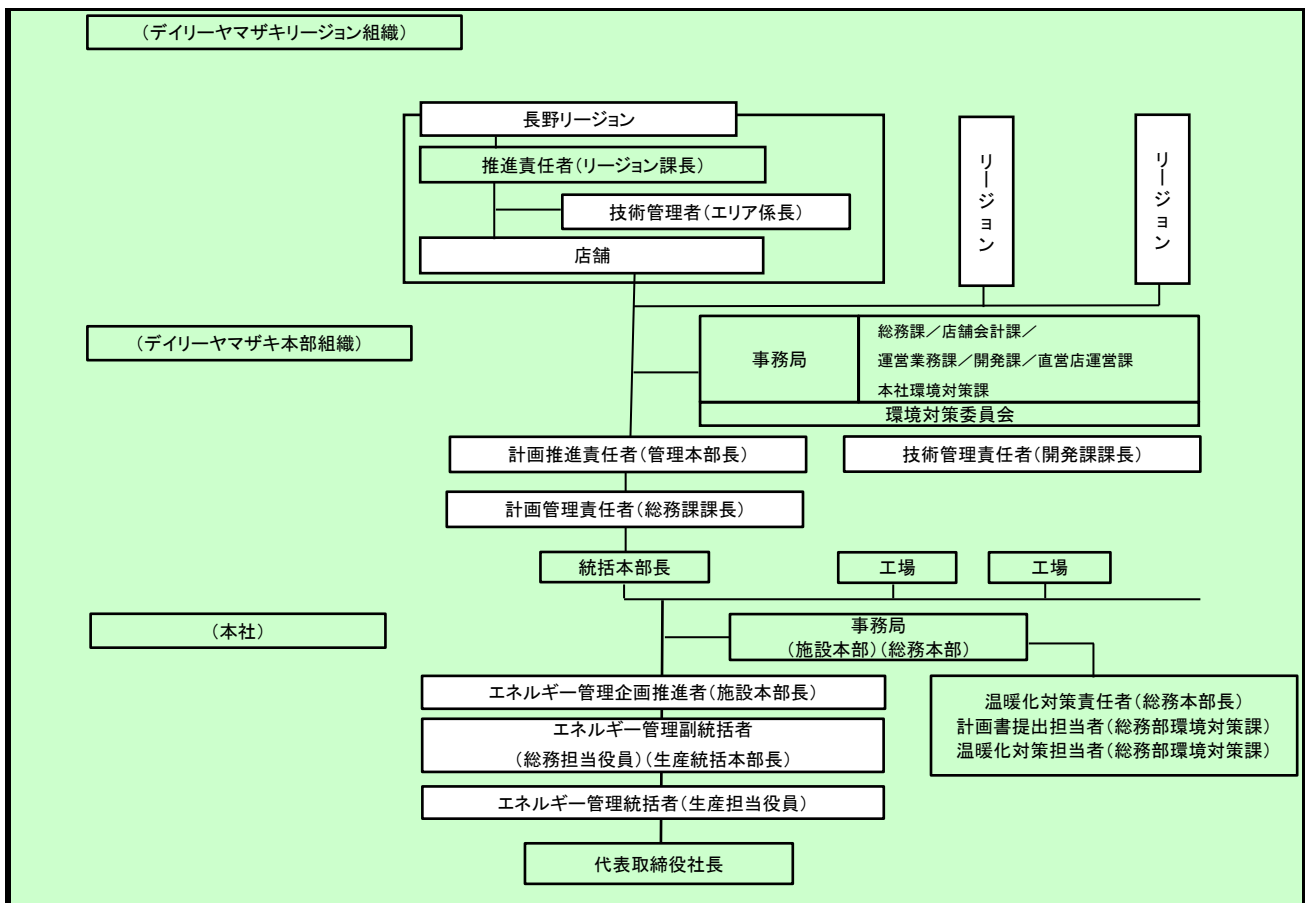 （デイリーヤマザキリージョン組織）
長野リージョン
推進責任者（リージョン課長）
技術管理者（エリア係長）
店舗
リージョン
リージョン
（デイリーヤマザキ本部組織）
事務局
総務課／店舗会計課／
運営業務課／開発課／直営店運営課
本社環境対策課
環境対策委員会
計画推進責任者（管理本部長）
技術管理責任者（開発課課長）
計画管理責任者（総務課課長）
統括本部長
工場
工場
（本社）
事務局
（施設本部）（総務本部）
エネルギー管理企画推進者（施設本部長）
エネルギー管理副統括者
（総務担当役員）（生産統括本部長）
エネルギー管理統括者（生産担当役員）
代表取締役社長
温暖化対策責任者（総務本部長）
計画書提出担当者（総務部環境対策課）
温暖化対策担当者（総務部環境対策課）